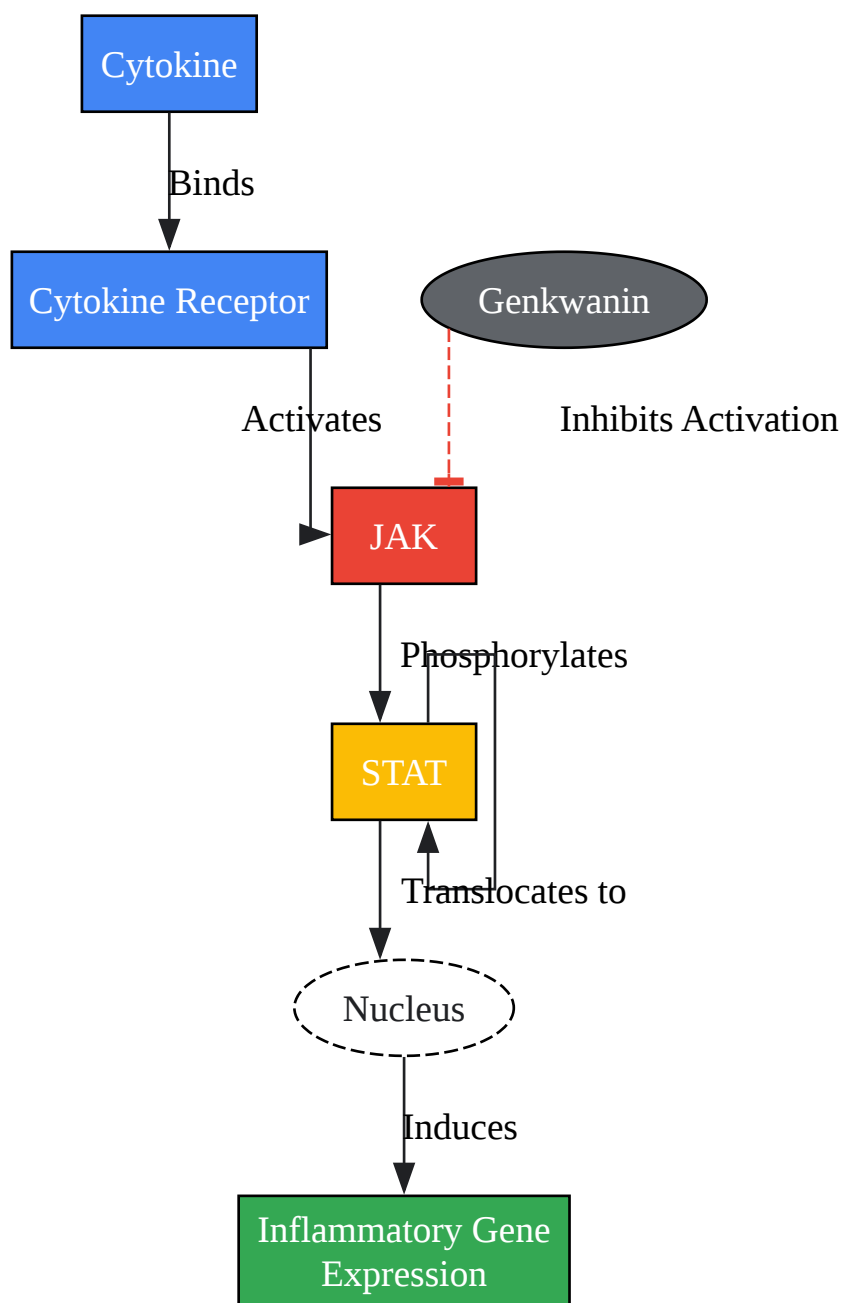 Cytokine
Binds
Cytokine Receptor
Genkwanin
Activates
Inhibits Activation
JAK
Phosphorylates
STAT
Translocates to
Nucleus
Induces
Inflammatory Gene
Expression